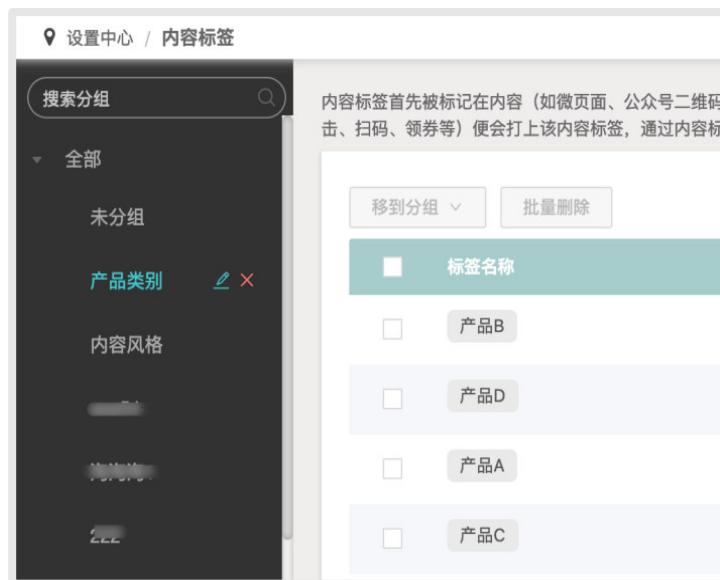 设置中心 / 内容标签
搜索分组
全部
未分组
产品类别
内容风格
内容标签首先被标记在内容（如微页面、公众号二维码
击、扫码、领券等）便会打上该内容标签，通过内容标
移到分组
批量删除
标签名称
产品B
产品D
产品A
产品C